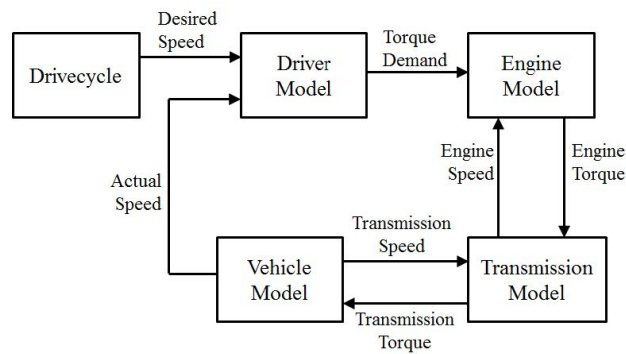 Desired
Speed
Drivecycle
Driver
Model
Torque
Demand
Engine
Model
Actual
Speed
Engine
Speed
Engine
Torque
Vehicle
Model
Transmission
Speed
Transmission
Torque
Transmission
Model